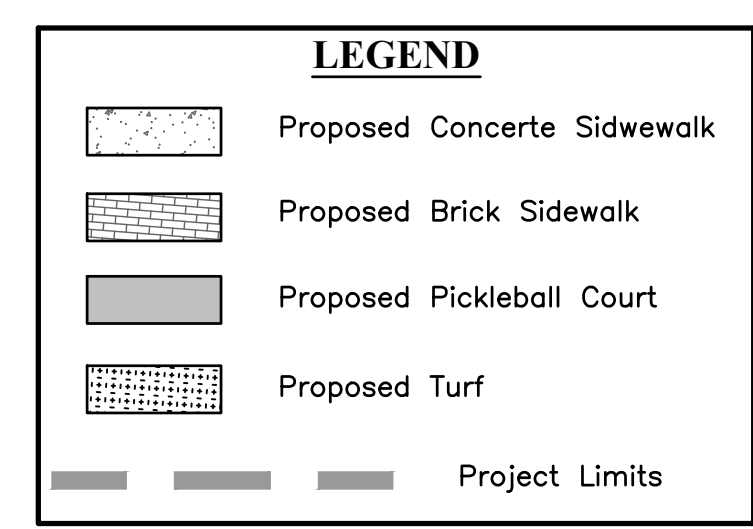 LEGEND
Proposed Concerte Sidwewalk
Proposed Brick Sidewalk
Proposed Pickleball Court
Proposed Turf
Project Limits